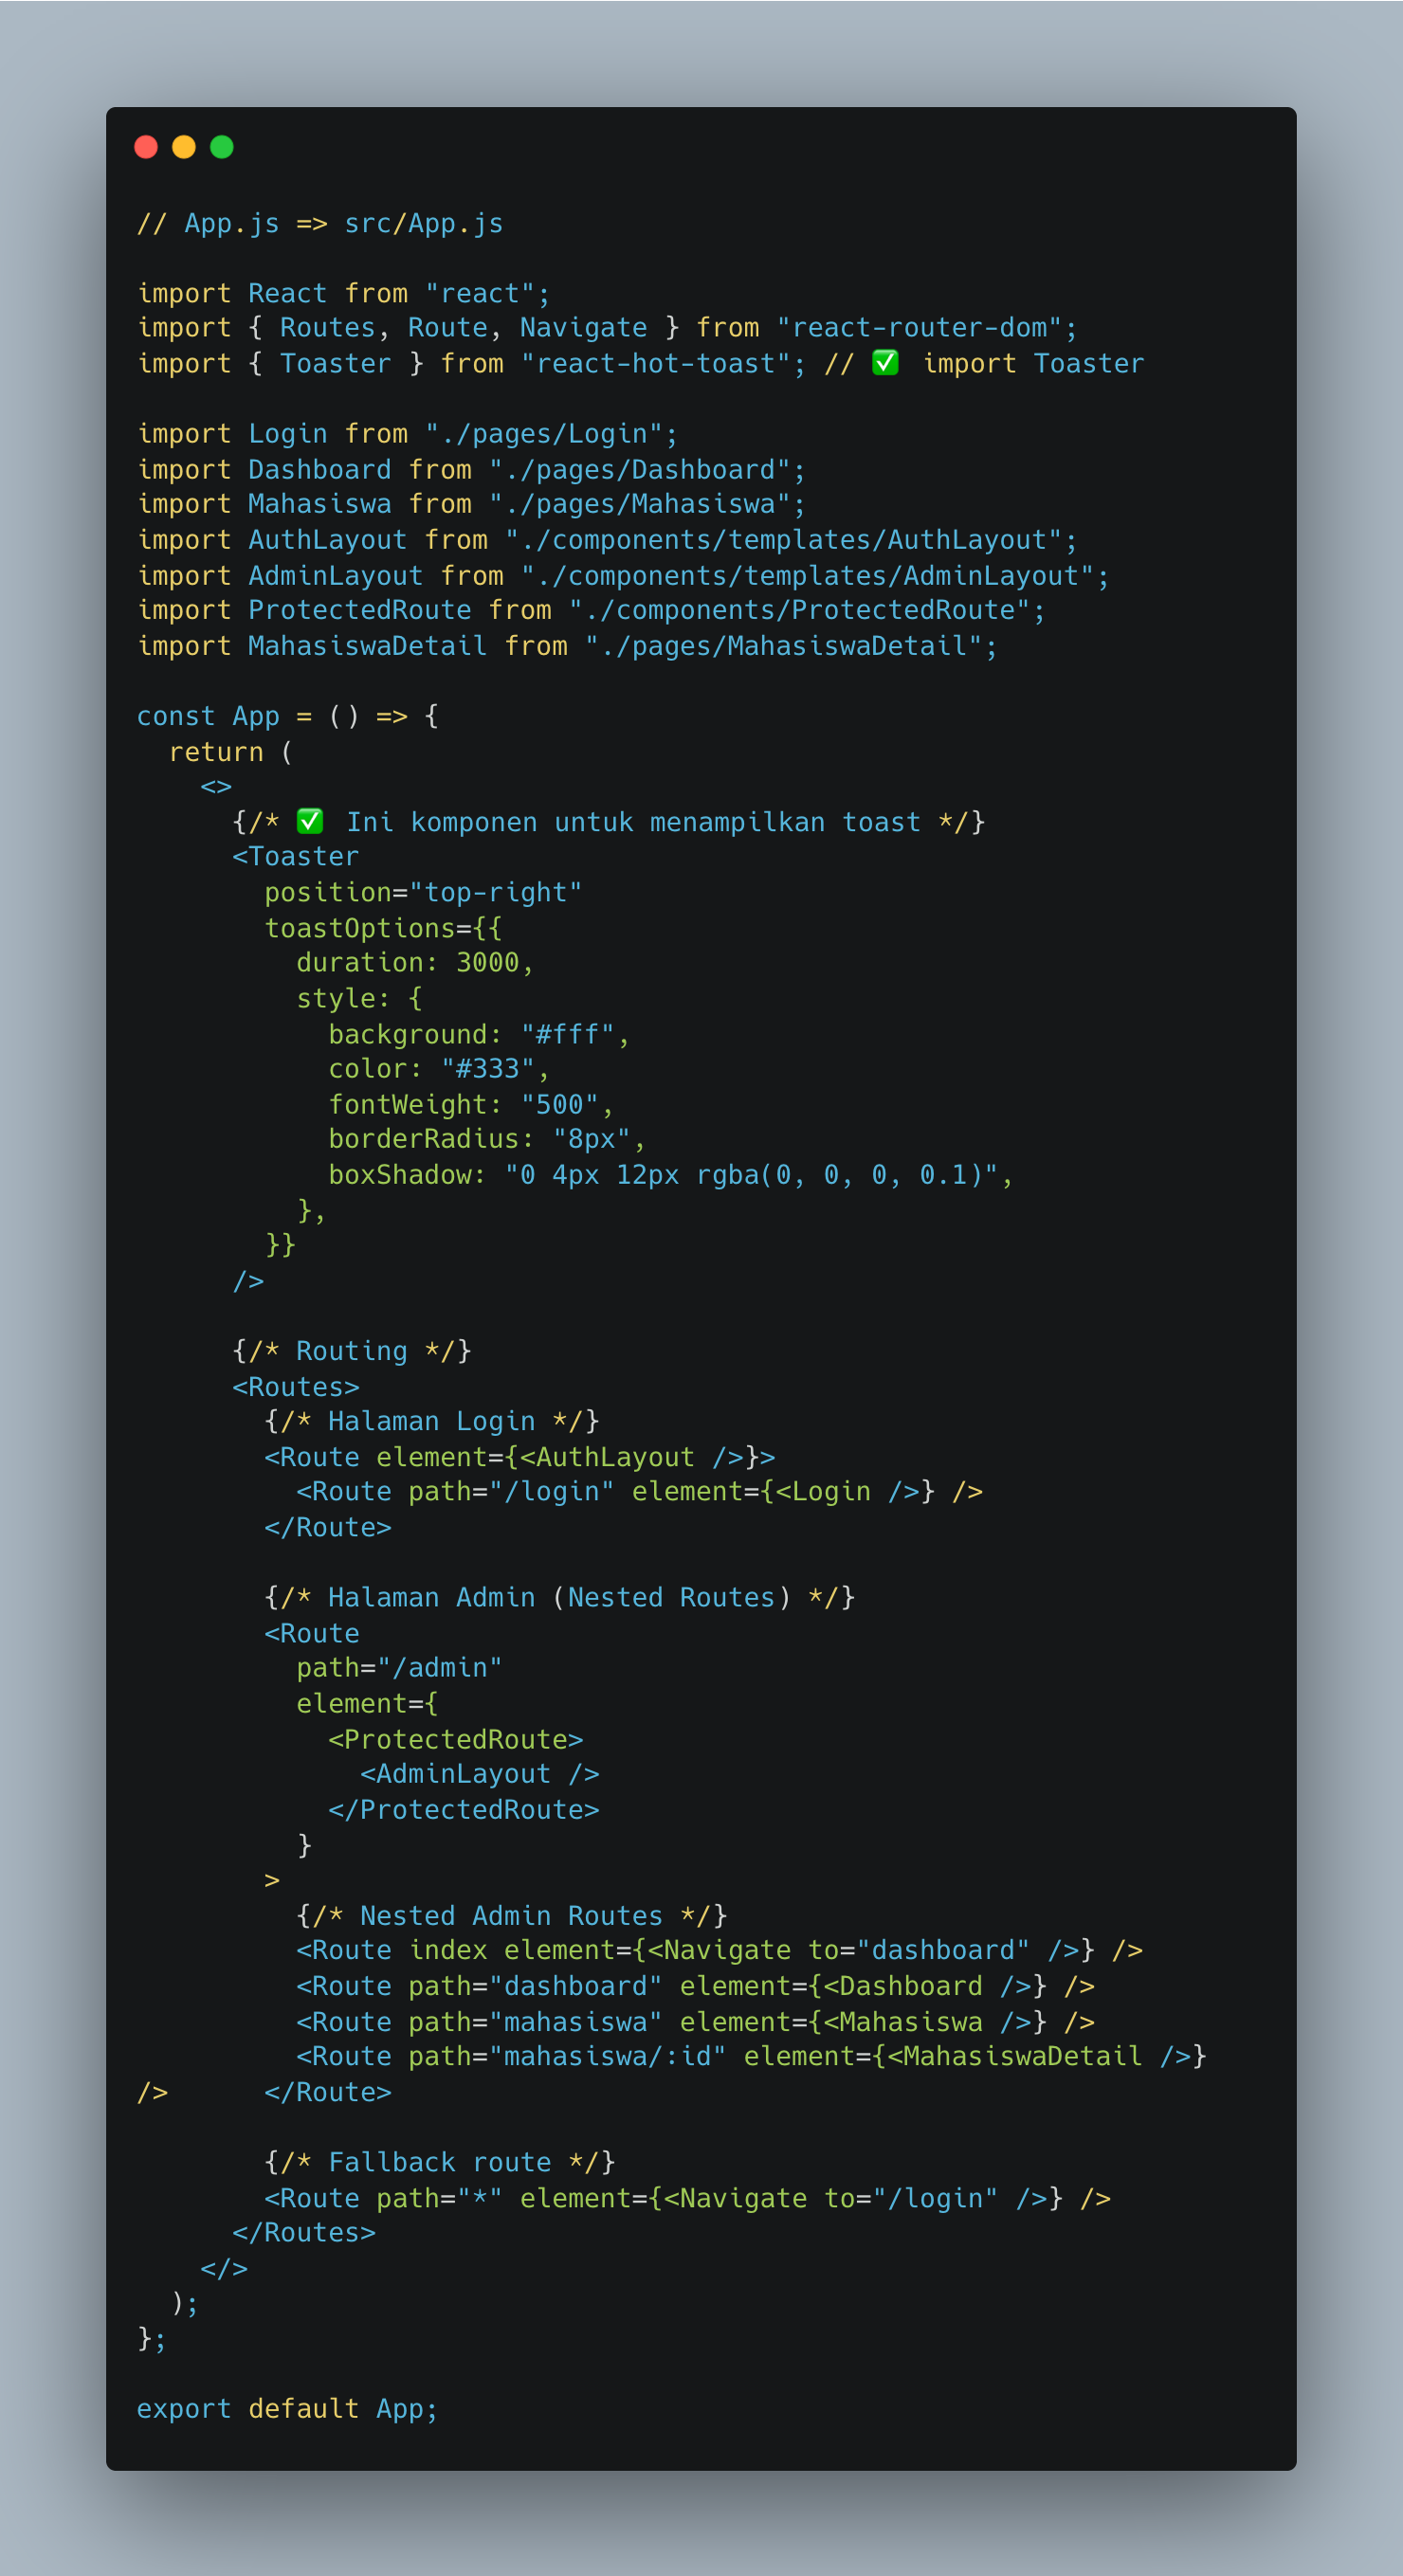 // App.js => src/App.js

import React from "react";
import { Routes, Route, Navigate } from "react-router-dom";
import { Toaster } from "react-hot-toast"; // ✅ import Toaster

import Login from "./pages/Login";
import Dashboard from "./pages/Dashboard";
import Mahasiswa from "./pages/Mahasiswa";
import AuthLayout from "./components/templates/AuthLayout";
import AdminLayout from "./components/templates/AdminLayout";
import ProtectedRoute from "./components/ProtectedRoute";
import MahasiswaDetail from "./pages/MahasiswaDetail";

const App = () => {
  return (
    <>
      {/* ✅ Ini komponen untuk menampilkan toast */}
      <Toaster
        position="top-right"
        toastOptions={{
          duration: 3000,
          style: {
            background: "#fff",
            color: "#333",
            fontWeight: "500",
            borderRadius: "8px",
            boxShadow: "0 4px 12px rgba(0, 0, 0, 0.1)",
          },
        }}
      />

      {/* Routing */}
      <Routes>
        {/* Halaman Login */}
        <Route element={<AuthLayout />}>
          <Route path="/login" element={<Login />} />
        </Route>

        {/* Halaman Admin (Nested Routes) */}
        <Route
          path="/admin"
          element={
            <ProtectedRoute>
              <AdminLayout />
            </ProtectedRoute>
          }
        >
          {/* Nested Admin Routes */}
          <Route index element={<Navigate to="dashboard" />} />
          <Route path="dashboard" element={<Dashboard />} />
          <Route path="mahasiswa" element={<Mahasiswa />} />
          <Route path="mahasiswa/:id" element={<MahasiswaDetail />}
/>      </Route>

        {/* Fallback route */}
        <Route path="*" element={<Navigate to="/login" />} />
      </Routes>
    </>
  );
};

export default App;